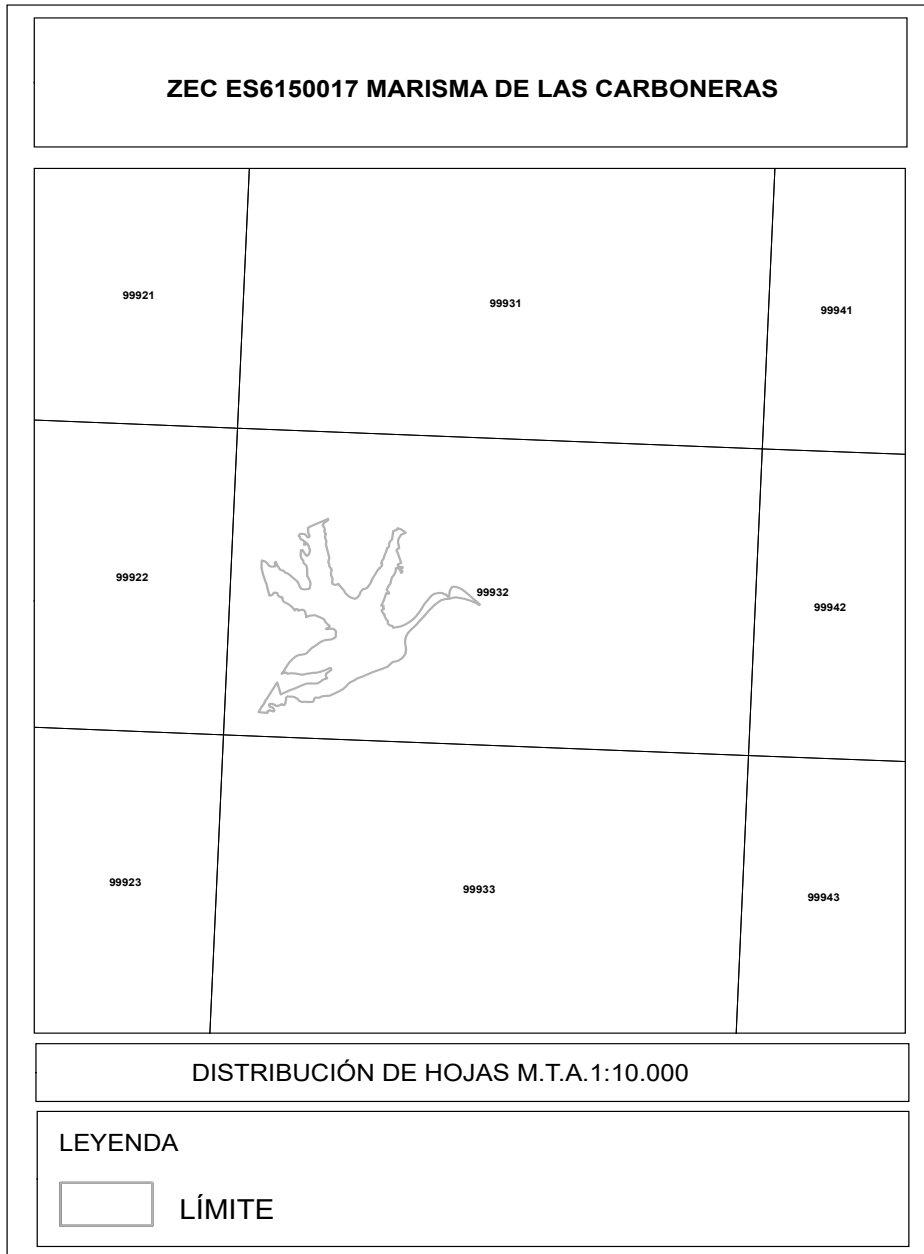 ZEC ES6150017 MARISMA DE LAS CARBONERAS
99921
99931
99941
99922
99932
99942
99923
99933
99943
DISTRIBUCIÓN DE HOJAS M.T.A.1:10.000
LEYENDA
LÍMITE